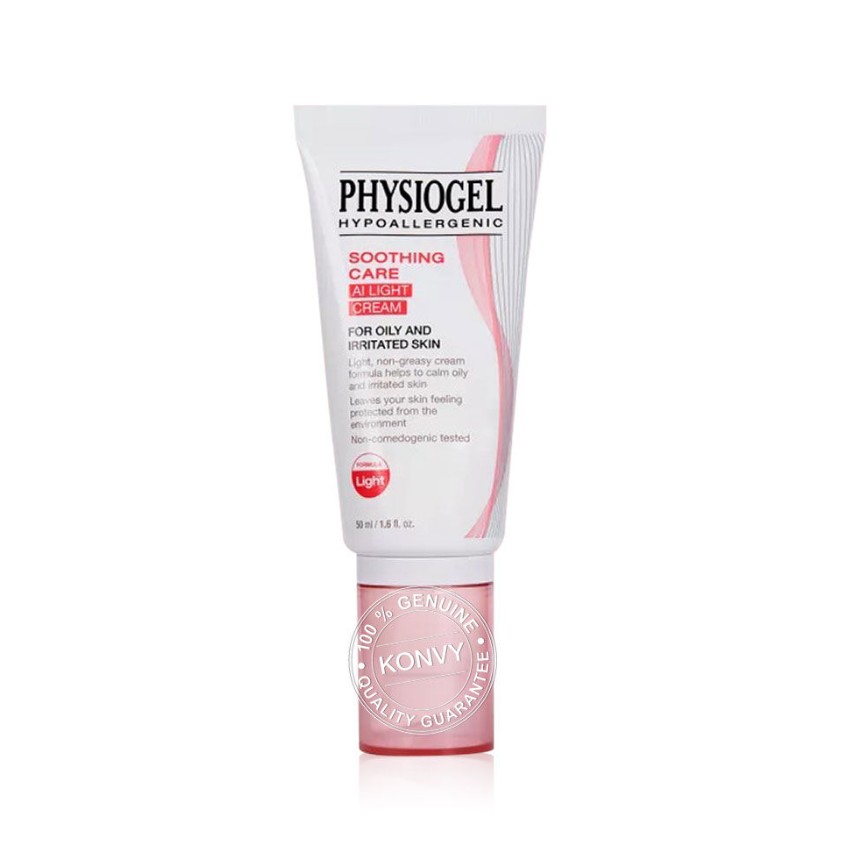 PHYSIOGEL
HYPOALLERGENIC
SOOTHING
CARE
AI LIGHT
CREAM
FOR OILY AND
IRRITATED SKIN
Light, non-greasy cream
formula helps to calm oily
and irritated skin
Leaves your skin feeling
protected from the
environment
Non-comedogenic tested
FORMULA
Light
50 ml / 1.6 fl. oz.
100 % GENUINE
KONVY
QUALITY GUARANTEE